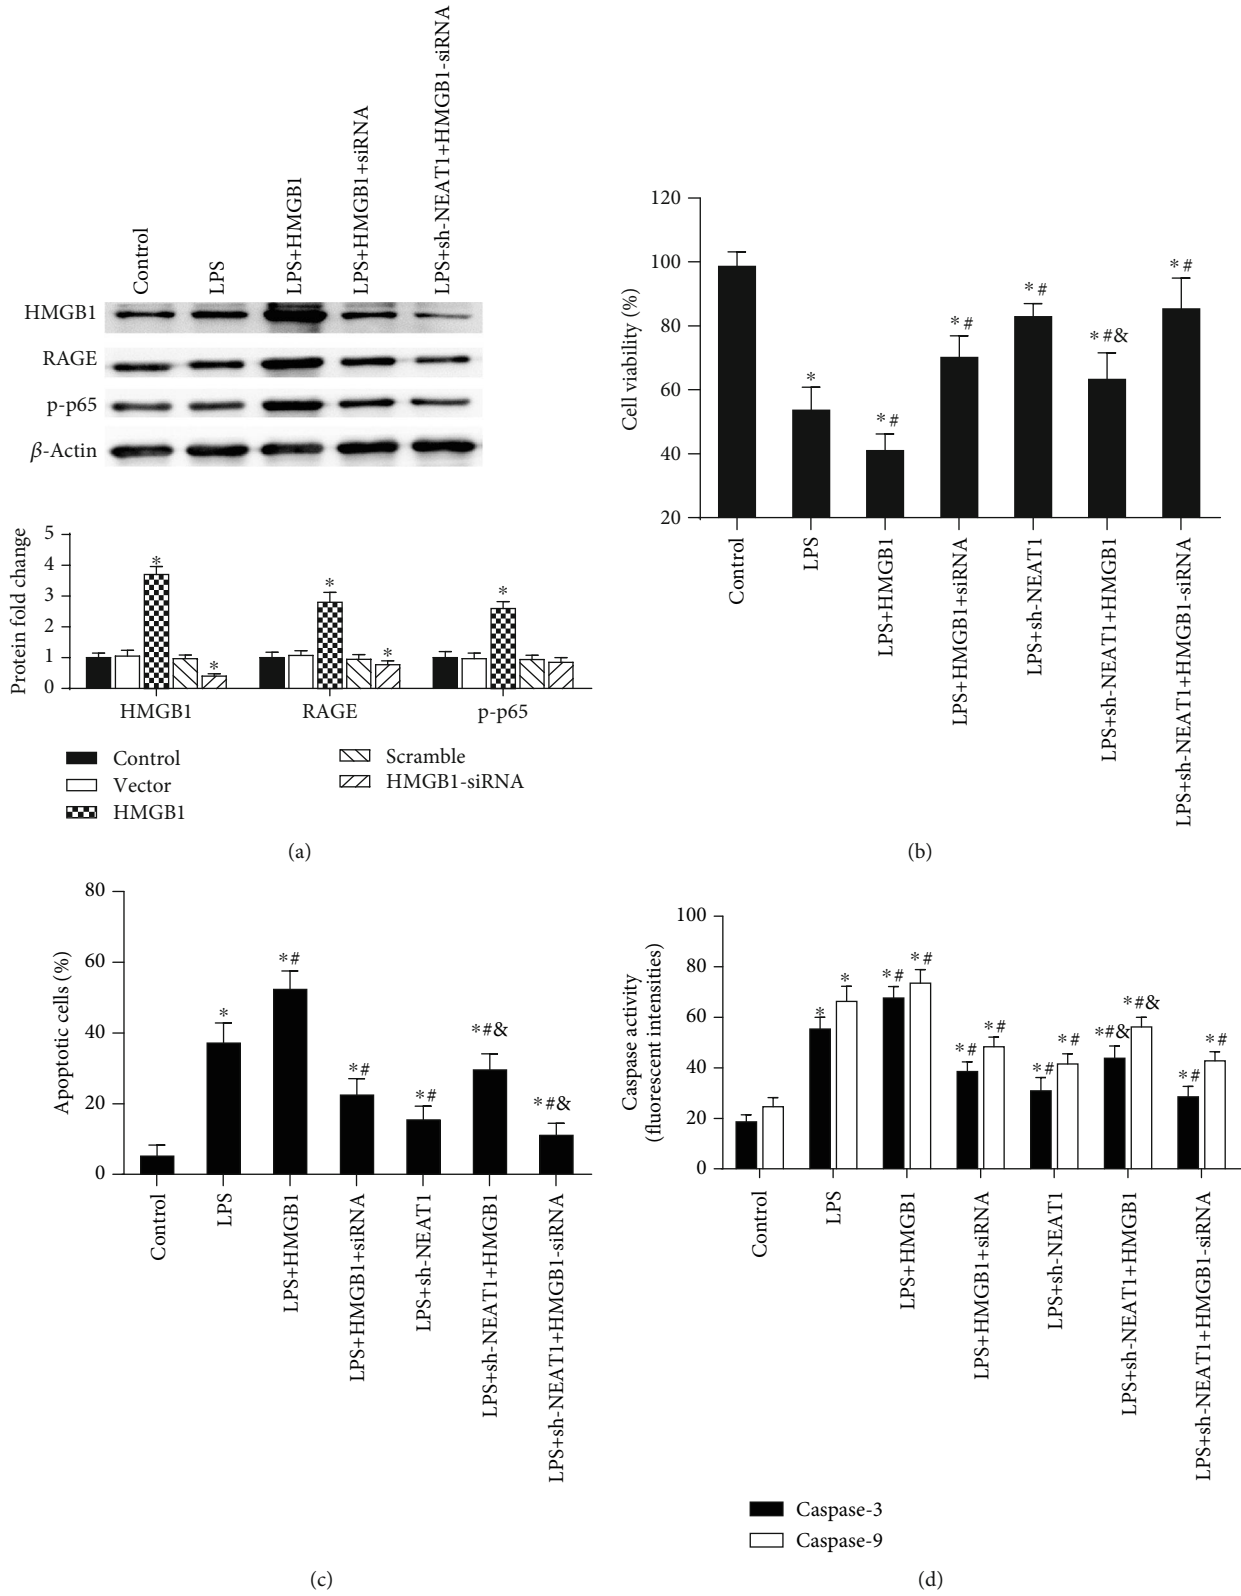 Control
LPS
LPS+HMGB1
LPS+HMGB1+siRNA
LPS+sh-NEAT1+HMGB1-siRNA
HMGB1
RAGE
p-p65
β-Actin
Protein fold change
5
4
3
2
1
0
*
*
*
*
*
HMGB1
RAGE
p-p65
Control
Vector
HMGB1
Scramble
HMGB1-siRNA
(a)
Cell viability (%)
120
100
80
60
40
20
*
*#
*#
*#
*#&
*#
Control
LPS
LPS+HMGB1
LPS+HMGB1+siRNA
LPS+sh-NEAT1
LPS+sh-NEAT1+HMGB1
LPS+sh-NEAT1+HMGB1-siRNA
(b)
Apoptotic cells (%)
80
60
40
20
0
*
*#
*#
*#
*#&
*#&
Control
LPS
LPS+HMGB1
LPS+HMGB1+siRNA
LPS+sh-NEAT1
LPS+sh-NEAT1+HMGB1
LPS+sh-NEAT1+HMGB1-siRNA
(c)
Caspase activity
(fluorescent intensities)
100
80
60
40
20
0
*
*
*#
*#
*#
*#
*#
*#
*#&
*#&
*#
*#
Control
LPS
LPS+HMGB1
LPS+HMGB1+siRNA
LPS+sh-NEAT1
LPS+sh-NEAT1+HMGB1
LPS+sh-NEAT1+HMGB1-siRNA
Caspase-3
Caspase-9
(d)